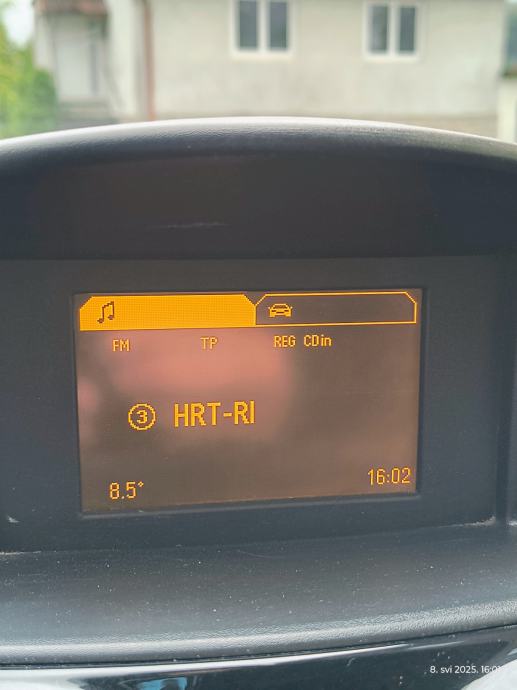 FM TP REG CDin
3 HRT-RI
8.5° 16:02
8. svi 2025. 16:0